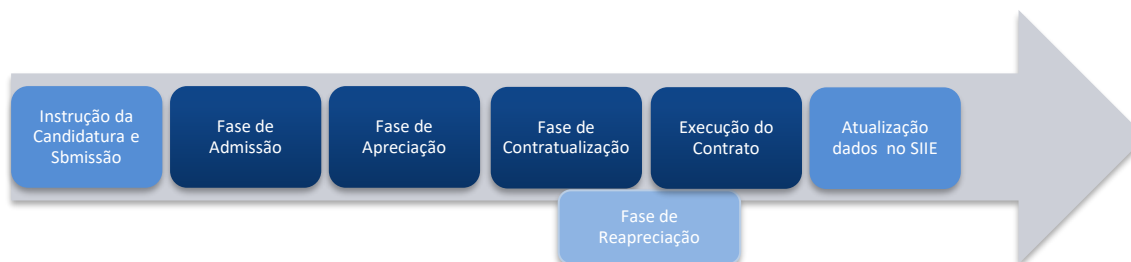 Instrução da
Candidatura e
Sbmissão
Fase de
Admissão
Fase de
Apreciação
Fase de
Contratualização
Execução do
Contrato
Atualização
dados no SIIE
Fase de
Reapreciação